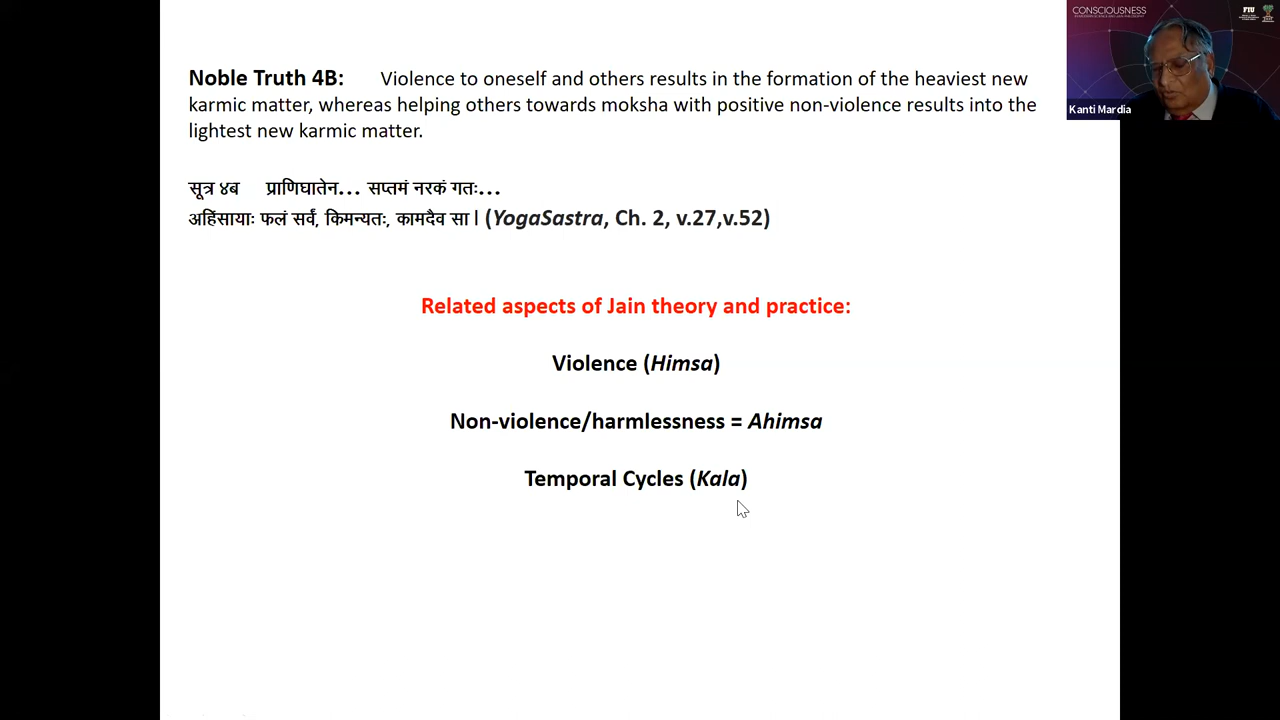 CONSCIOUSNESS
FIU
Kanti Mardia
Noble Truth 4B: Violence to oneself and others results in the formation of the heaviest new
karmic matter, whereas helping others towards moksha with positive non-violence results into the
lightest new karmic matter.
सूत्र ४ब प्राणिघातेन... सप्तमं नरकं गतः...
अहिंसायाः फलं सर्वं, किमन्यतः, कामदैव सा । (YogaSastra, Ch. 2, v.27,v.52)
Related aspects of Jain theory and practice:
Violence (Himsa)
Non-violence/harmlessness = Ahimsa
Temporal Cycles (Kala)